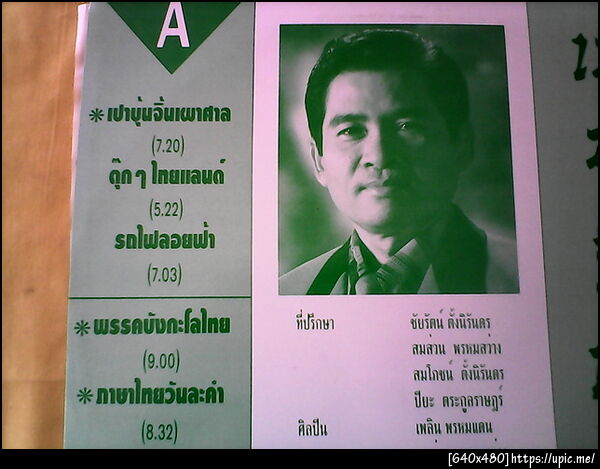 A
*เปาบุ้นจิ้นเผาศาล
(7.20)
ตุ๊ก ๆ ไทยแลนด์
(5.22)
รถไฟลอยฟ้า
(7.03)
*พรรคบังกะโลไทย
(9.00)
*ภาษาไทยวันละคำ
(8.32)
ที่ปรึกษา ชัยรัตน์ ตั้งนิรันดร
สมส่วน พรหมสว่าง
สมโภชน์ ตั้งนิรันดร
ปิยะ ตระกูลราษฎร์
ศิลปิน เพลิน พรหมแดน
[640x480]https://upic.me/